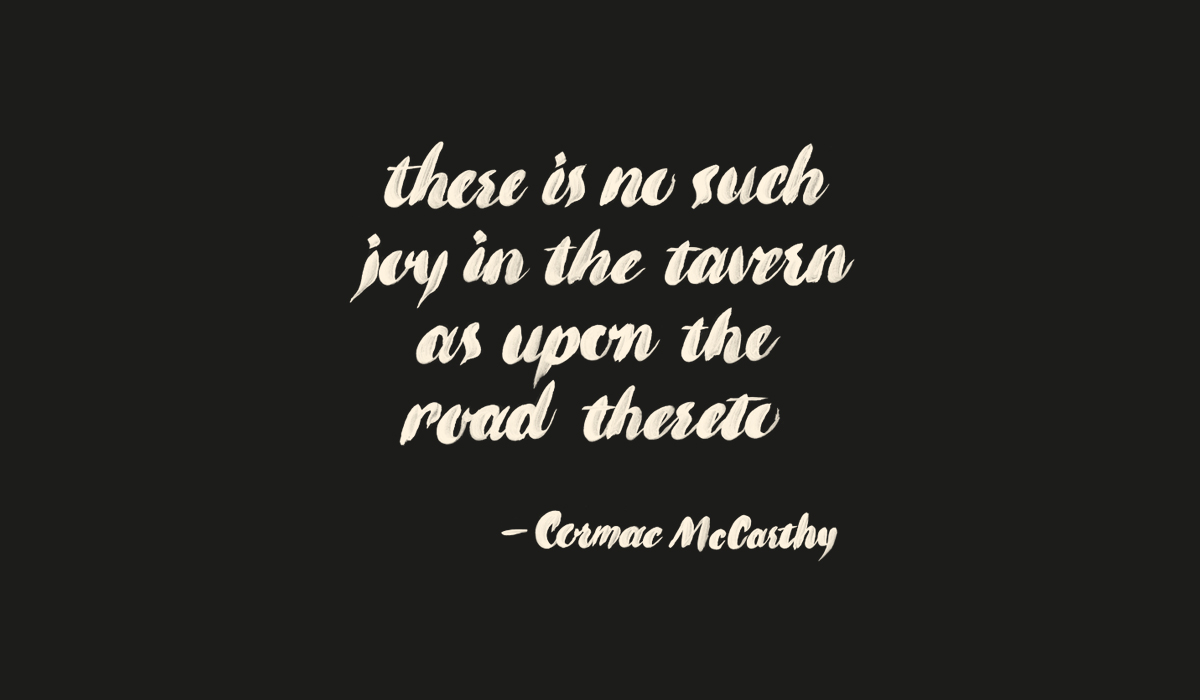 there is no such
joy in the tavern
as upon the
road thereto
– Cormac McCarthy